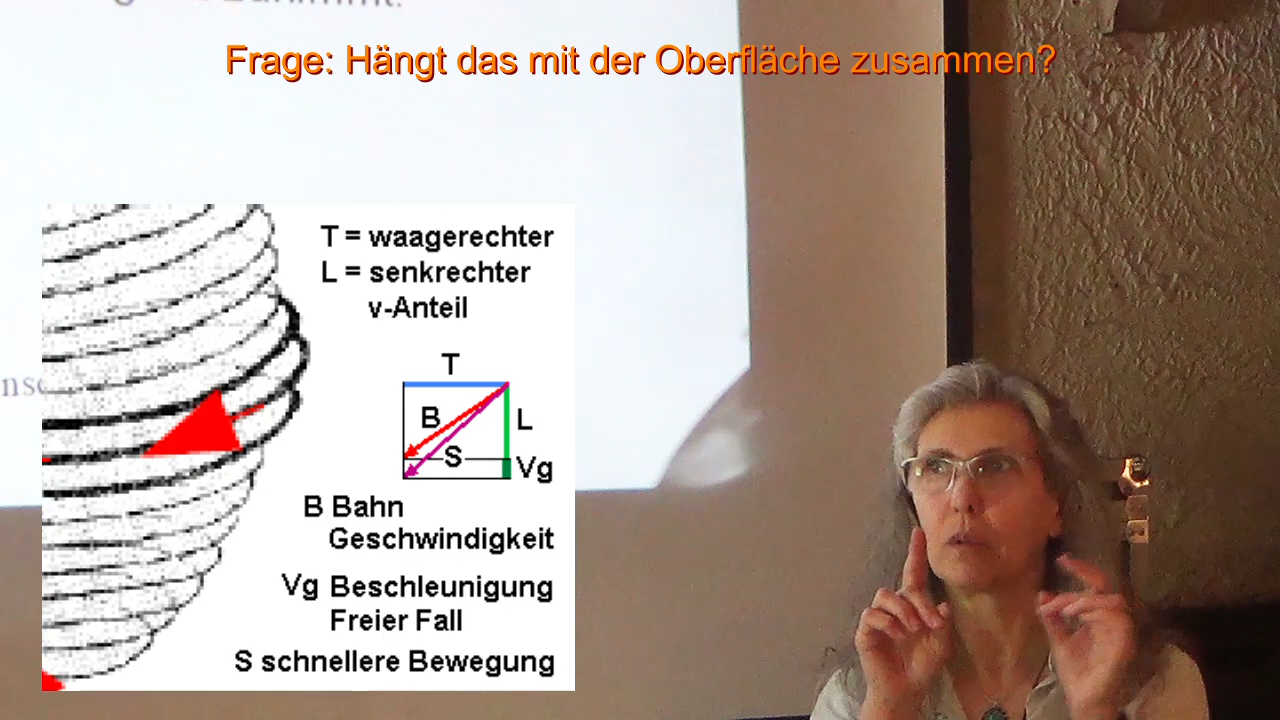 Frage: Hängt das mit der Oberfläche zusammen?
T = waagerechter
L = senkrechter
v-Anteil
T
B
L
S
Vg
B Bahn
Geschwindigkeit
Vg Beschleunigung
Freier Fall
S schnellere Bewegung